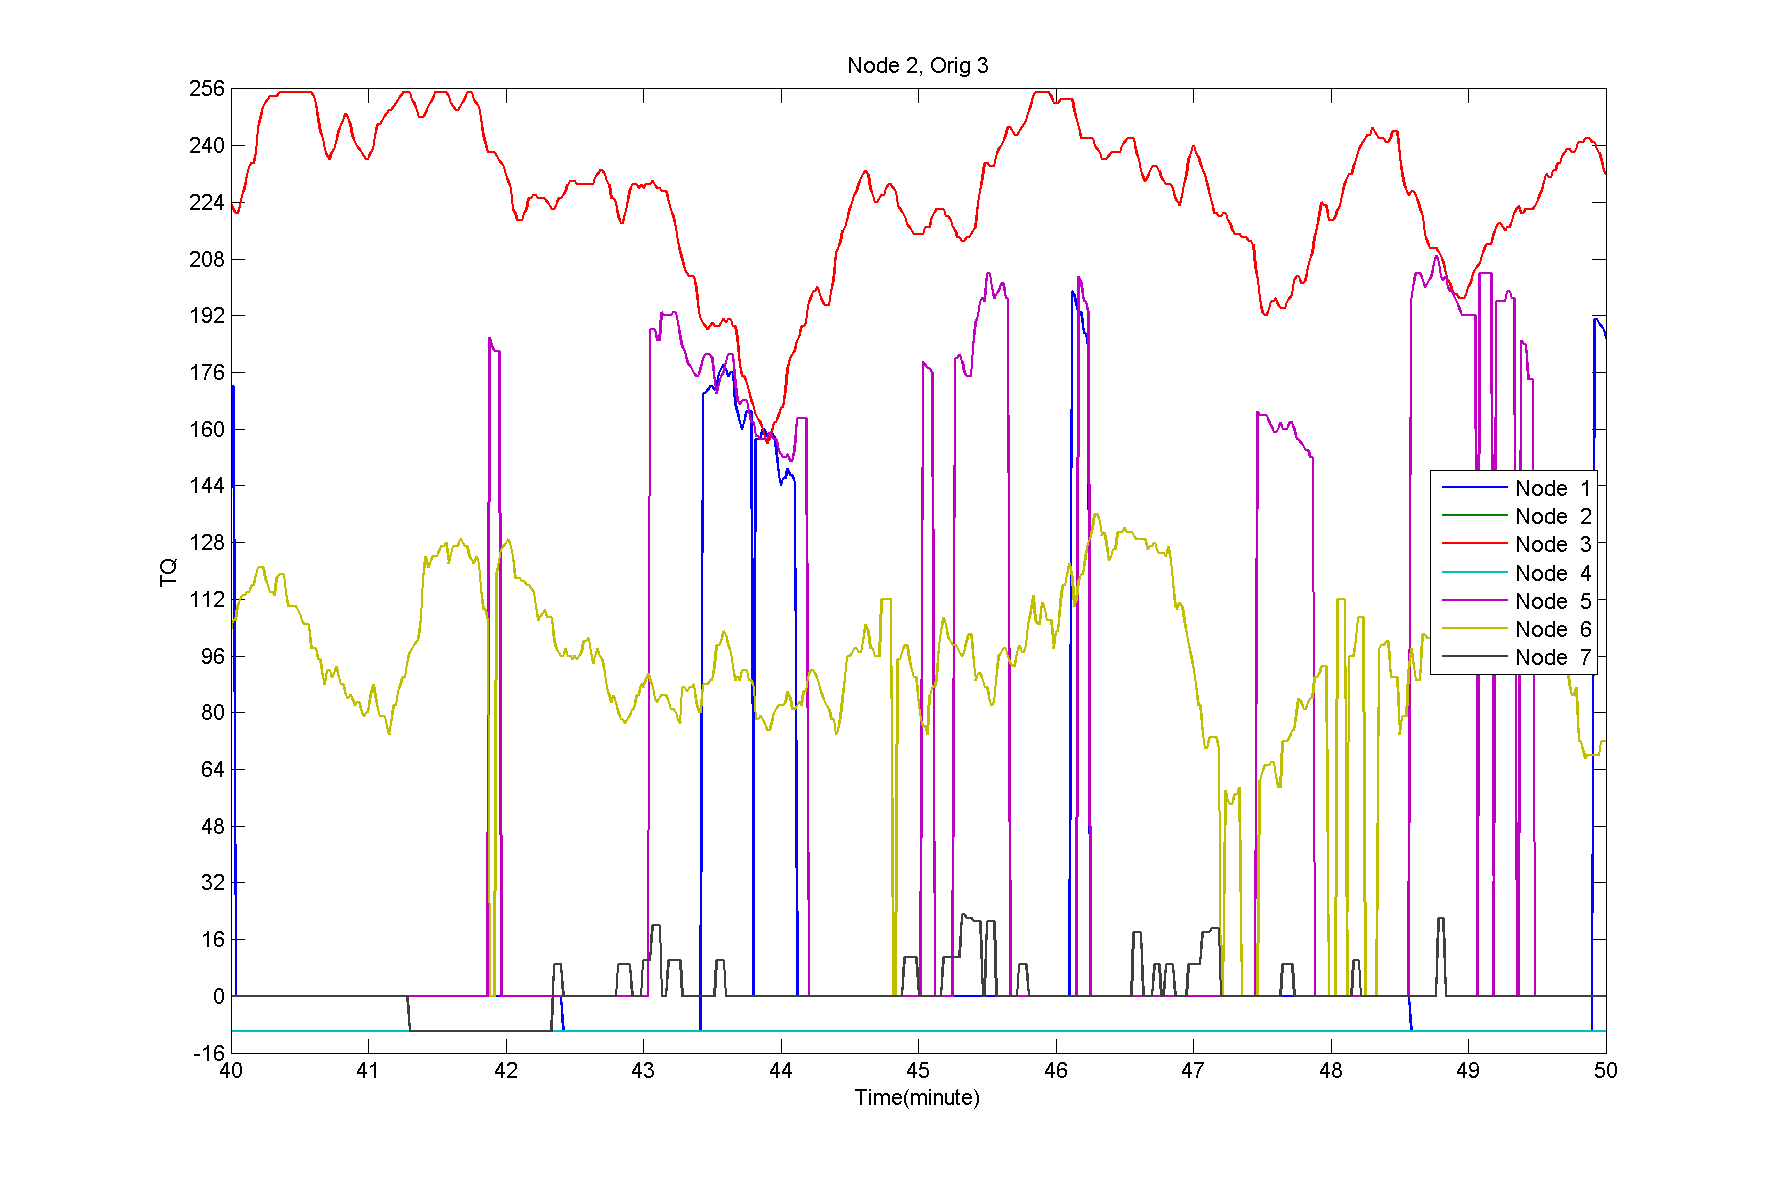 Node 2, Orig 3
256
240
224
208
192
176
160
144
128
112
96
80
64
48
32
16
0
-16
TQ
Node 1
Node 2
Node 3
Node 4
Node 5
Node 6
Node 7
40 41 42 43 44 45 46 47 48 49 50
Time(minute)